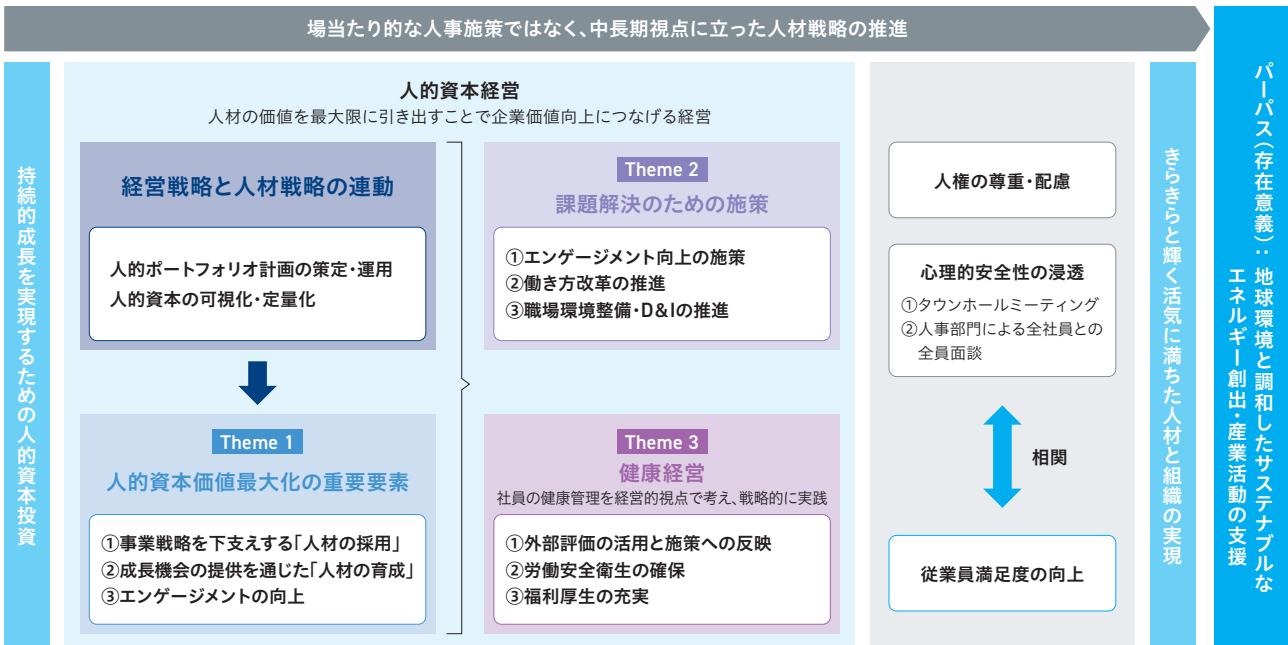 場当たり的な人事施策ではなく、中長期視点に立った人材戦略の推進
持続的成長を実現するための人的資本投資
人的資本経営
人材の価値を最大限に引き出すことで企業価値向上につなげる経営
経営戦略と人材戦略の連動
人的ポートフォリオ計画の策定・運用
人的資本の可視化・定量化
Theme 1
人的資本価値最大化の重要要素
①事業戦略を下支えする「人材の採用」
②成長機会の提供を通じた「人材の育成」
③エンゲージメントの向上
Theme 2
課題解決のための施策
①エンゲージメント向上の施策
②働き方改革の推進
③職場環境整備・D&Iの推進
Theme 3
健康経営
社員の健康管理を経営的視点で考え、戦略的に実践
①外部評価の活用と施策への反映
②労働安全衛生の確保
③福利厚生の充実
人権の尊重・配慮
心理的安全性の浸透
①タウンホールミーティング
②人事部門による全社員との
全員面談
相関
従業員満足度の向上
きらきらと輝く活気に満ちた人材と組織の実現
パーパス（存在意義）：地球環境と調和したサステナブルな
エネルギー創出・産業活動の支援